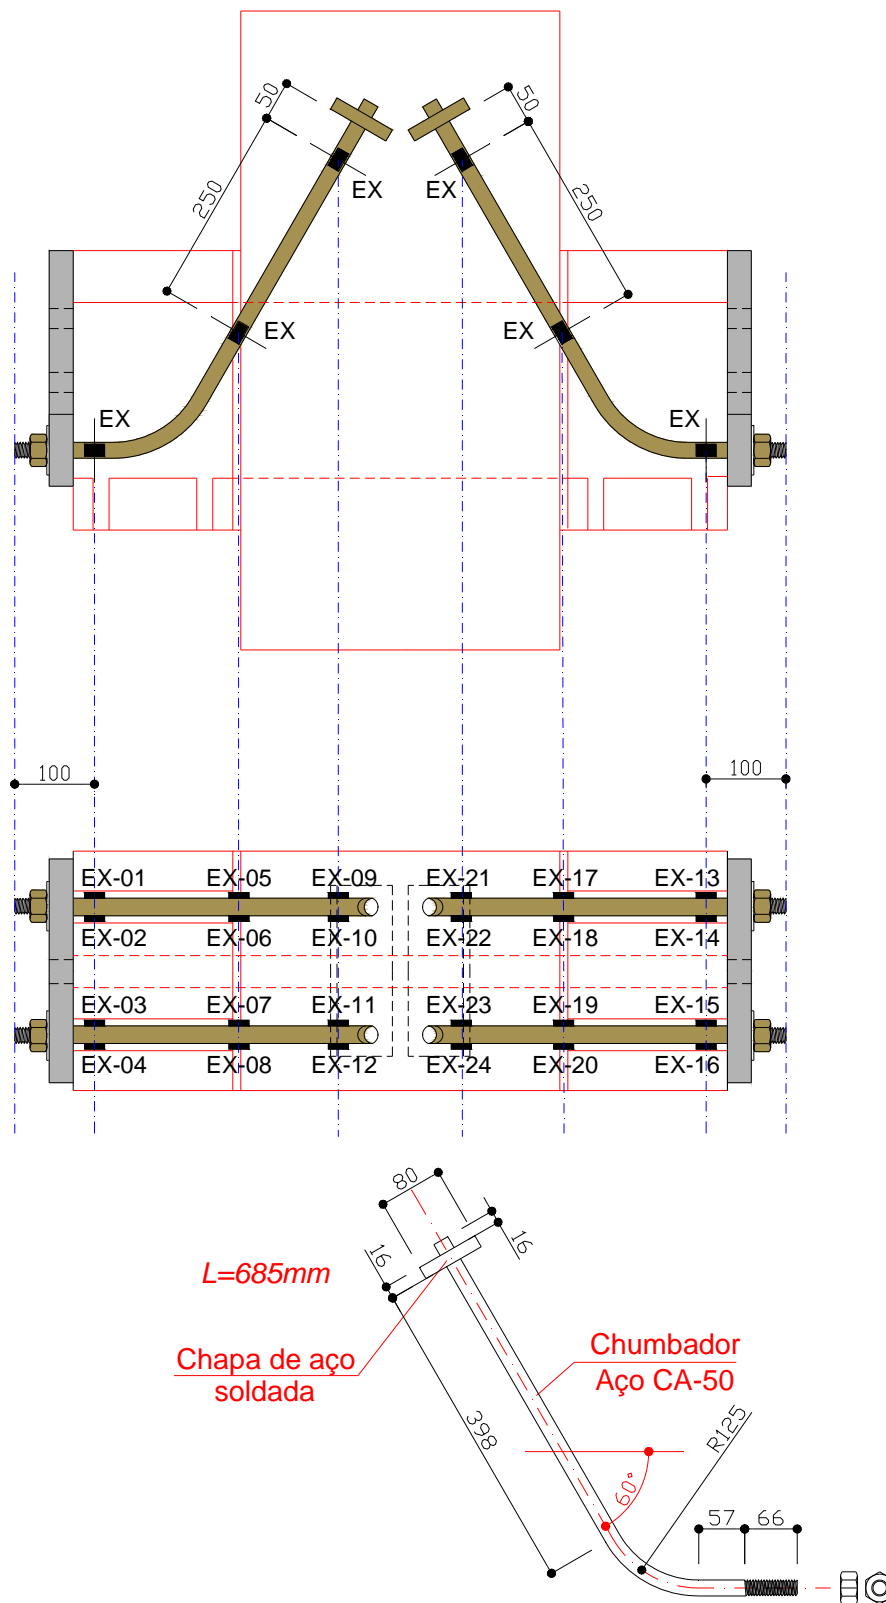 50
50
250
250
EX
EX
EX
EX
EX
EX
100
100
EX-01
EX-05
EX-09
EX-21
EX-17
EX-13
EX-02
EX-06
EX-10
EX-22
EX-18
EX-14
EX-03
EX-07
EX-11
EX-23
EX-19
EX-15
EX-04
EX-08
EX-12
EX-24
EX-20
EX-16
80
16
16
L=685mm
Chapa de aço
soldada
Chumbador
Aço CA-50
398
R125
60°
57
66